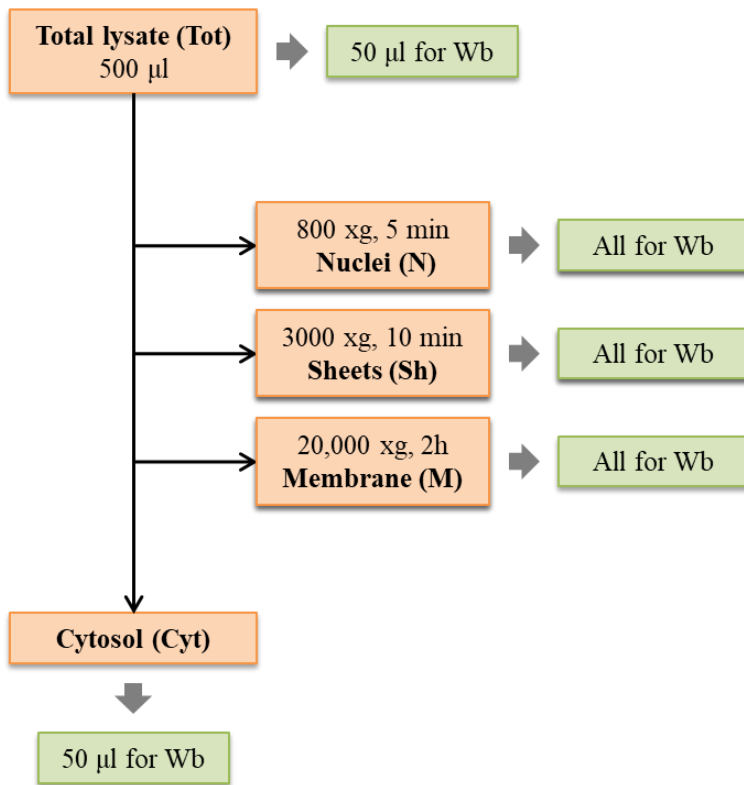 Total lysate (Tot)
500 μl
50 μl for Wb
800 xg, 5 min
Nuclei (N)
All for Wb
3000 xg, 10 min
Sheets (Sh)
All for Wb
20,000 xg, 2h
Membrane (M)
All for Wb
Cytosol (Cyt)
50 μl for Wb